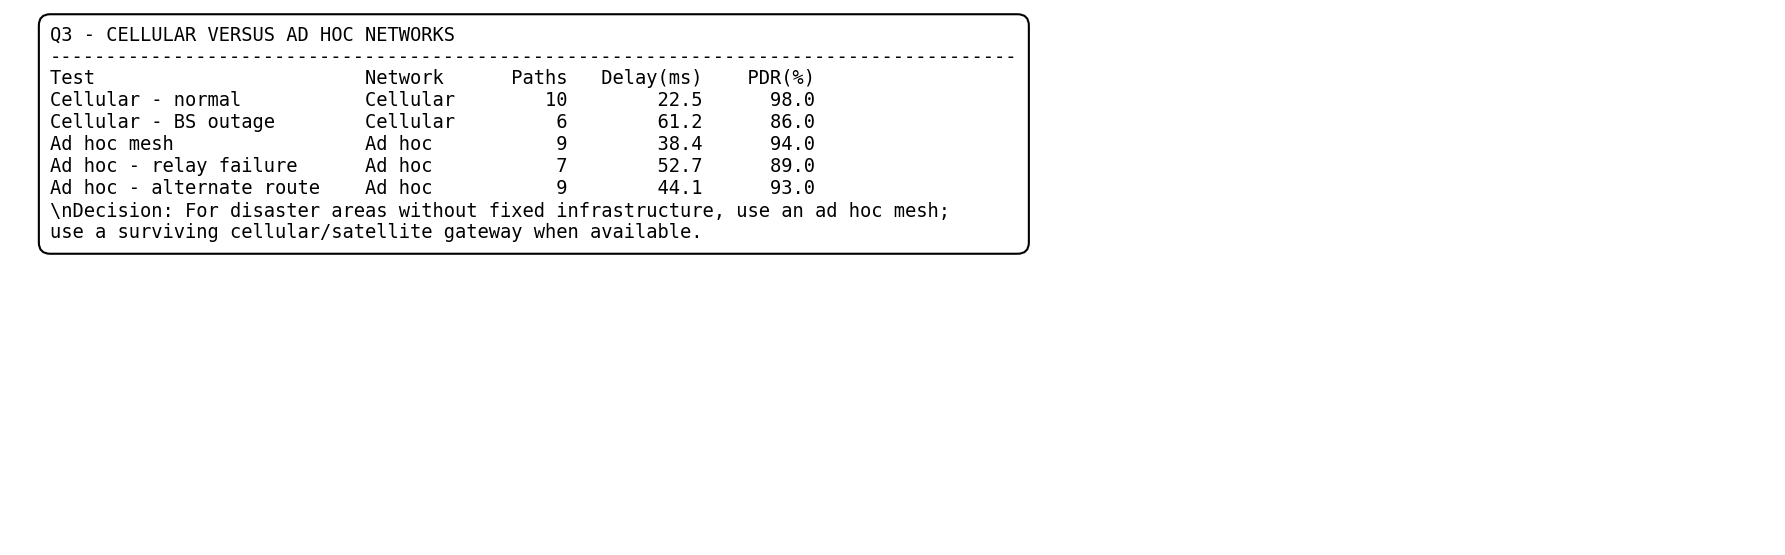 Q3 - CELLULAR VERSUS AD HOC NETWORKS
--------------------------------------------------------------------------------------
Test                        Network      Paths   Delay(ms)    PDR(%)
Cellular - normal           Cellular        10        22.5      98.0
Cellular - BS outage        Cellular         6        61.2      86.0
Ad hoc mesh                 Ad hoc           9        38.4      94.0
Ad hoc - relay failure      Ad hoc           7        52.7      89.0
Ad hoc - alternate route    Ad hoc           9        44.1      93.0
\nDecision: For disaster areas without fixed infrastructure, use an ad hoc mesh;
use a surviving cellular/satellite gateway when available.